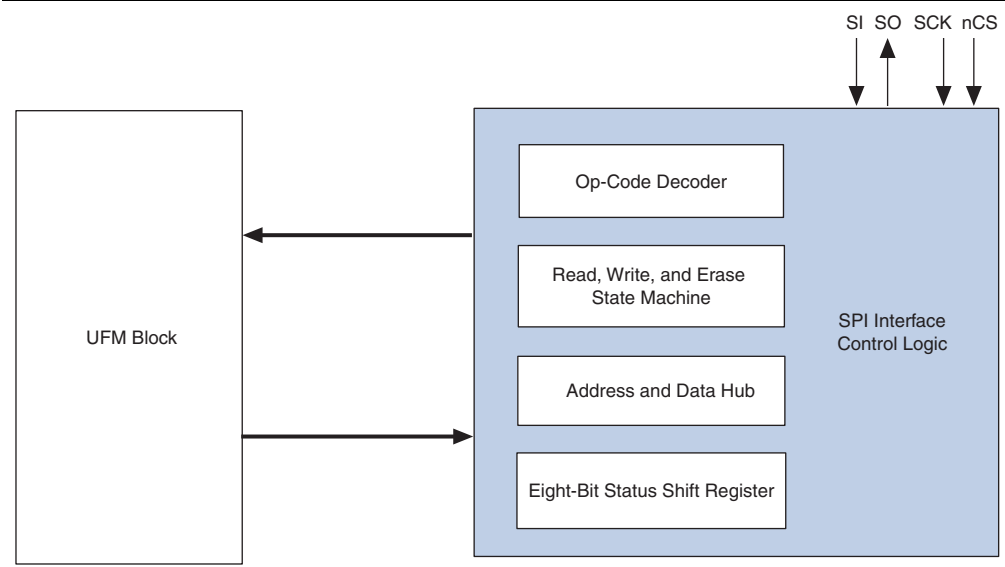 SI SO SCK nCS
Op-Code Decoder
Read, Write, and Erase
State Machine
UFM Block
SPI Interface
Control Logic
Address and Data Hub
Eight-Bit Status Shift Register